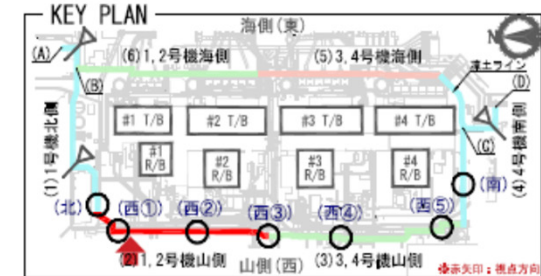 KEY PLAN
海側(東)
N
(A)
(6)1,2号機海側
(5)3,4号機海側
凍土ライン
(B)
(D)
#1 T/B
#2 T/B
#3 T/B
#4 T/B
(C)
#1
R/B
#2
R/B
#3
R/B
#4
R/B
(1)1号機北側
(4)4号機南側
(北)
(西①)
(西②)
(西③)
(西④)
(西⑤)
(南)
(2)1,2号機山側
山側(西)
(3)3,4号機山側
※赤矢印：視点方向